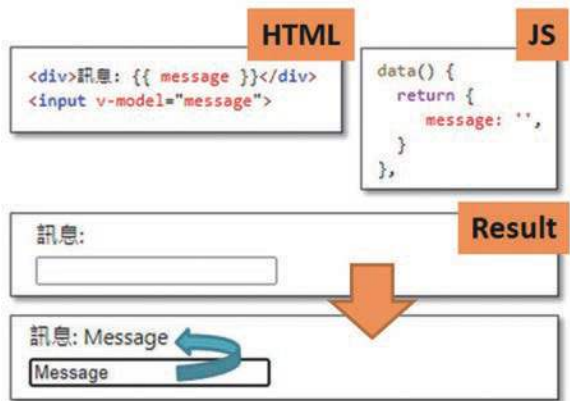 HTML
<div>訊息: {{ message }}</div>
<input v-model="message">
JS
data() {
return {
message: '',
}
},
Result
訊息:
訊息: Message
Message